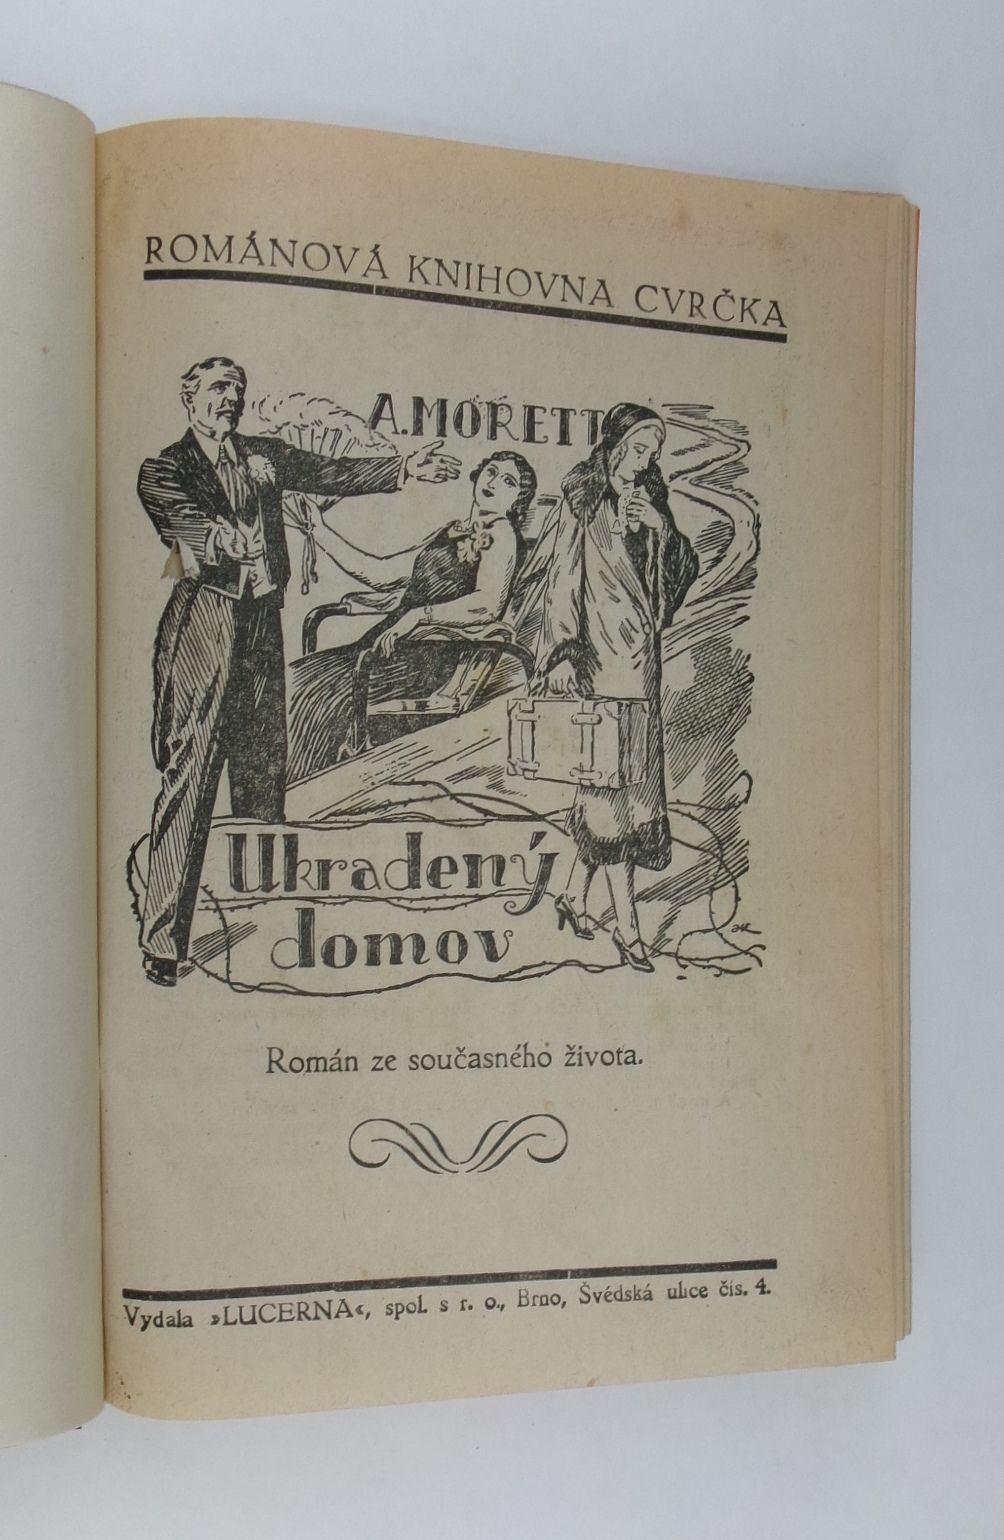 ROMÁNOVÁ KNIHOVNA CVRČKA
A. MORETT
Ukradený
domov
Román ze současného života.
Vydala »LUCERNA«, spol. s r. o., Brno, Švédská ulice čís. 4.